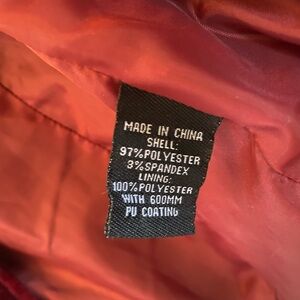 MADE IN CHINA
SHELL:
97%POLYESTER
3%SPANDEX
LINING:
100%POLYESTER
WITH 600MM
PU COATING